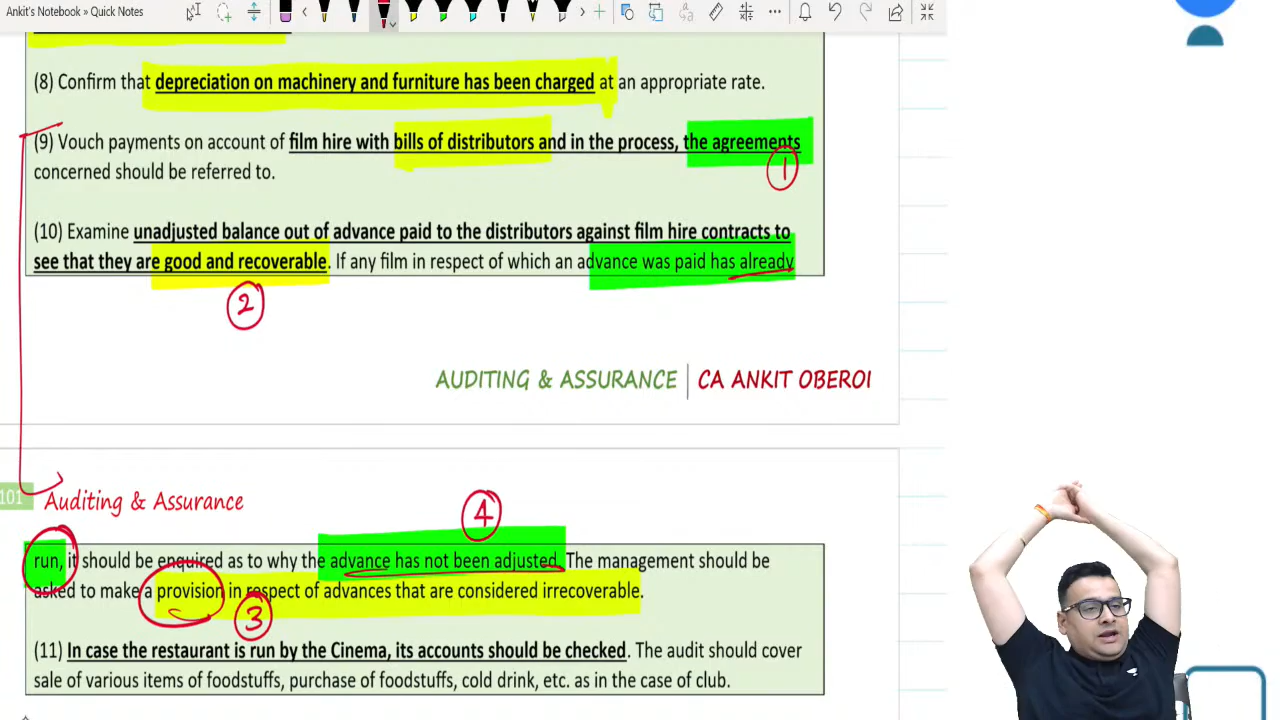 Ankit's Notebook » Quick Notes
(8) Confirm that depreciation on machinery and furniture has been charged at an appropriate rate.
(9) Vouch payments on account of film hire with bills of distributors and in the process, the agreements
1
concerned should be referred to.
(10) Examine unadjusted balance out of advance paid to the distributors against film hire contracts to
see that they are good and recoverable. If any film in respect of which an advance was paid has already
2
AUDITING & ASSURANCE | CA ANKIT OBEROI
101 Auditing & Assurance
4
run, it should be enquired as to why the advance has not been adjusted. The management should be
asked to make a provision in respect of advances that are considered irrecoverable.
3
(11) In case the restaurant is run by the Cinema, its accounts should be checked. The audit should cover
sale of various items of foodstuffs, purchase of foodstuffs, cold drink, etc. as in the case of club.